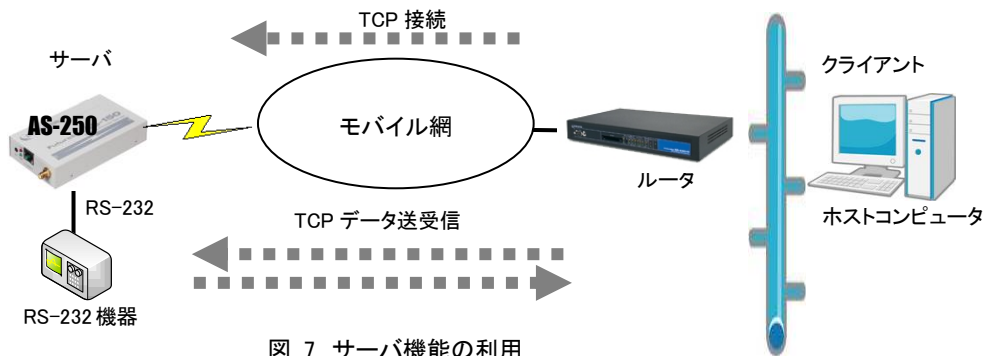 TCP 接続
サーバ
クライアント
AS-250
モバイル網
ルータ
ホストコンピュータ
RS-232
TCP データ送受信
RS-232 機器
図 7 サーバ機能の利用